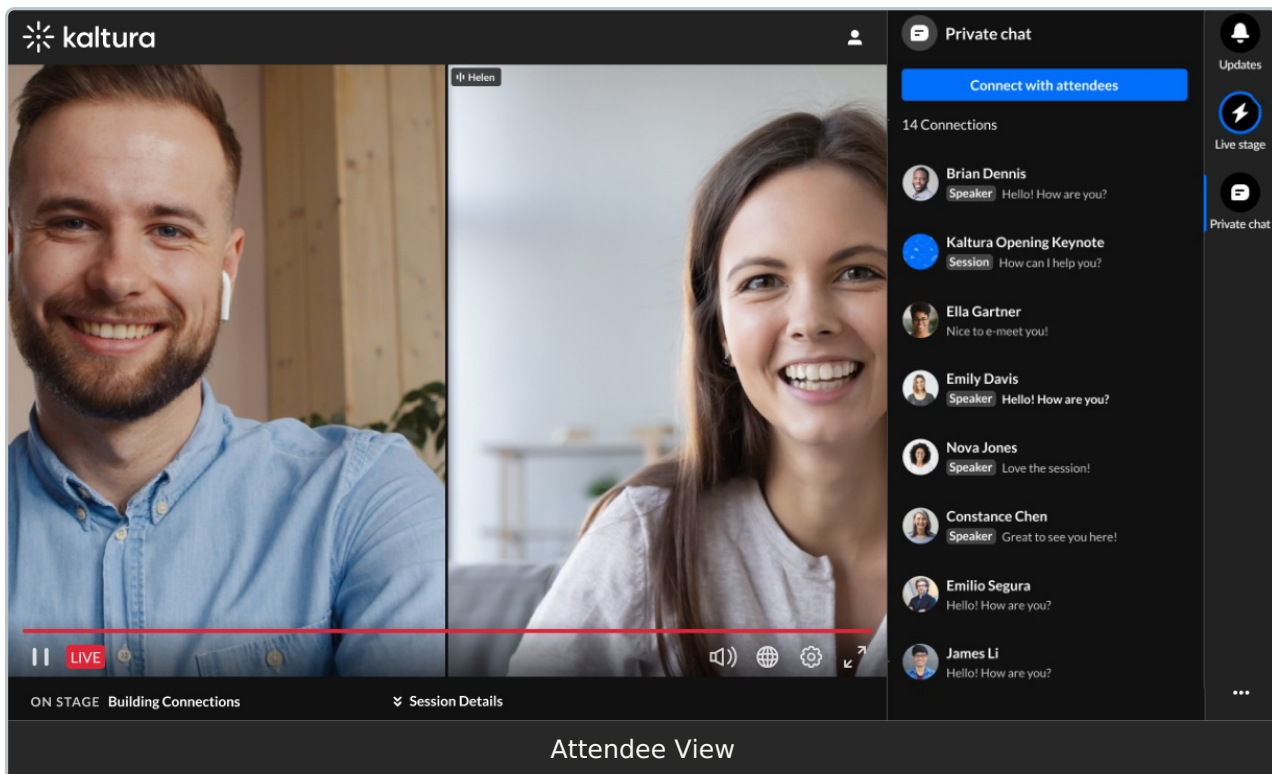 kaltura
Helen
LIVE
ON STAGE Building Connections
Session Details
Private chat
Connect with attendees
14 Connections
Brian Dennis
Speaker Hello! How are you?
Kaltura Opening Keynote
Session How can I help you?
Ella Gartner
Nice to e-meet you!
Emily Davis
Speaker Hello! How are you?
Nova Jones
Speaker Love the session!
Constance Chen
Speaker Great to see you here!
Emilio Segura
Hello! How are you?
James Li
Hello! How are you?
Updates
Live stage
Private chat
Attendee View